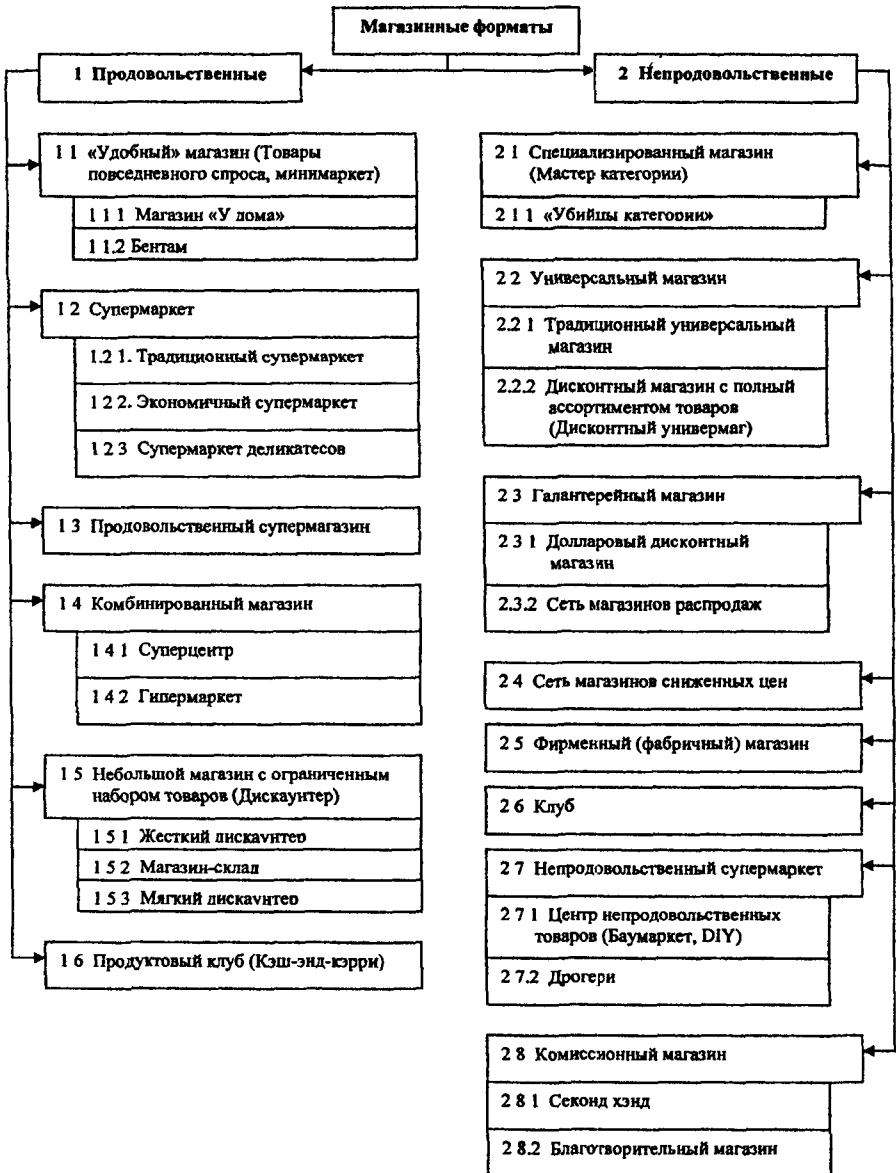 Магазинные форматы
1 Продовольственные
1 1 «Удобный» магазин (Товары
повседневного спроса, минимаркет)
1 1 1 Магазин «У дома»
1 1.2 Бентам
1 2 Супермаркет
1.2 1. Традиционный супермаркет
1 2 2. Экономичный супермаркет
1 2 3 Супермаркет деликатесов
1 3 Продовольственный супермагазин
1 4 Комбинированный магазин
1 4 1 Суперцентр
1 4 2 Гипермаркет
1 5 Небольшой магазин с ограниченным
набором товаров (Дискаунтер)
1 5 1 Жесткий дискаунтер
1 5 2 Магазин-склад
1 5 3 Мягкий дискаунтер
1 6 Продуктовый клуб (Кэш-энд-кэрри)
2 Непродовольственные
2 1 Специализированный магазин
(Мастер категории)
2 1 1 «Убийцы категории»
2 2 Универсальный магазин
2.2 1 Традиционный универсальный
магазин
2.2.2 Дисконтный магазин с полный
ассортиментом товаров
(Дисконтный универмаг)
2 3 Галантерейный магазин
2 3 1 Долларовый дисконтный
магазин
2.3.2 Сеть магазинов распродаж
2 4 Сеть магазинов сниженных цен
2 5 Фирменный (фабричный) магазин
2 6 Клуб
2 7 Непродовольственный супермаркет
2 7 1 Центр непродовольственных
товаров (Баумаркет, DIY)
2 7.2 Дрогери
2 8 Комиссионный магазин
2 8 1 Секонд хэнд
2 8.2 Благотворительный магазин